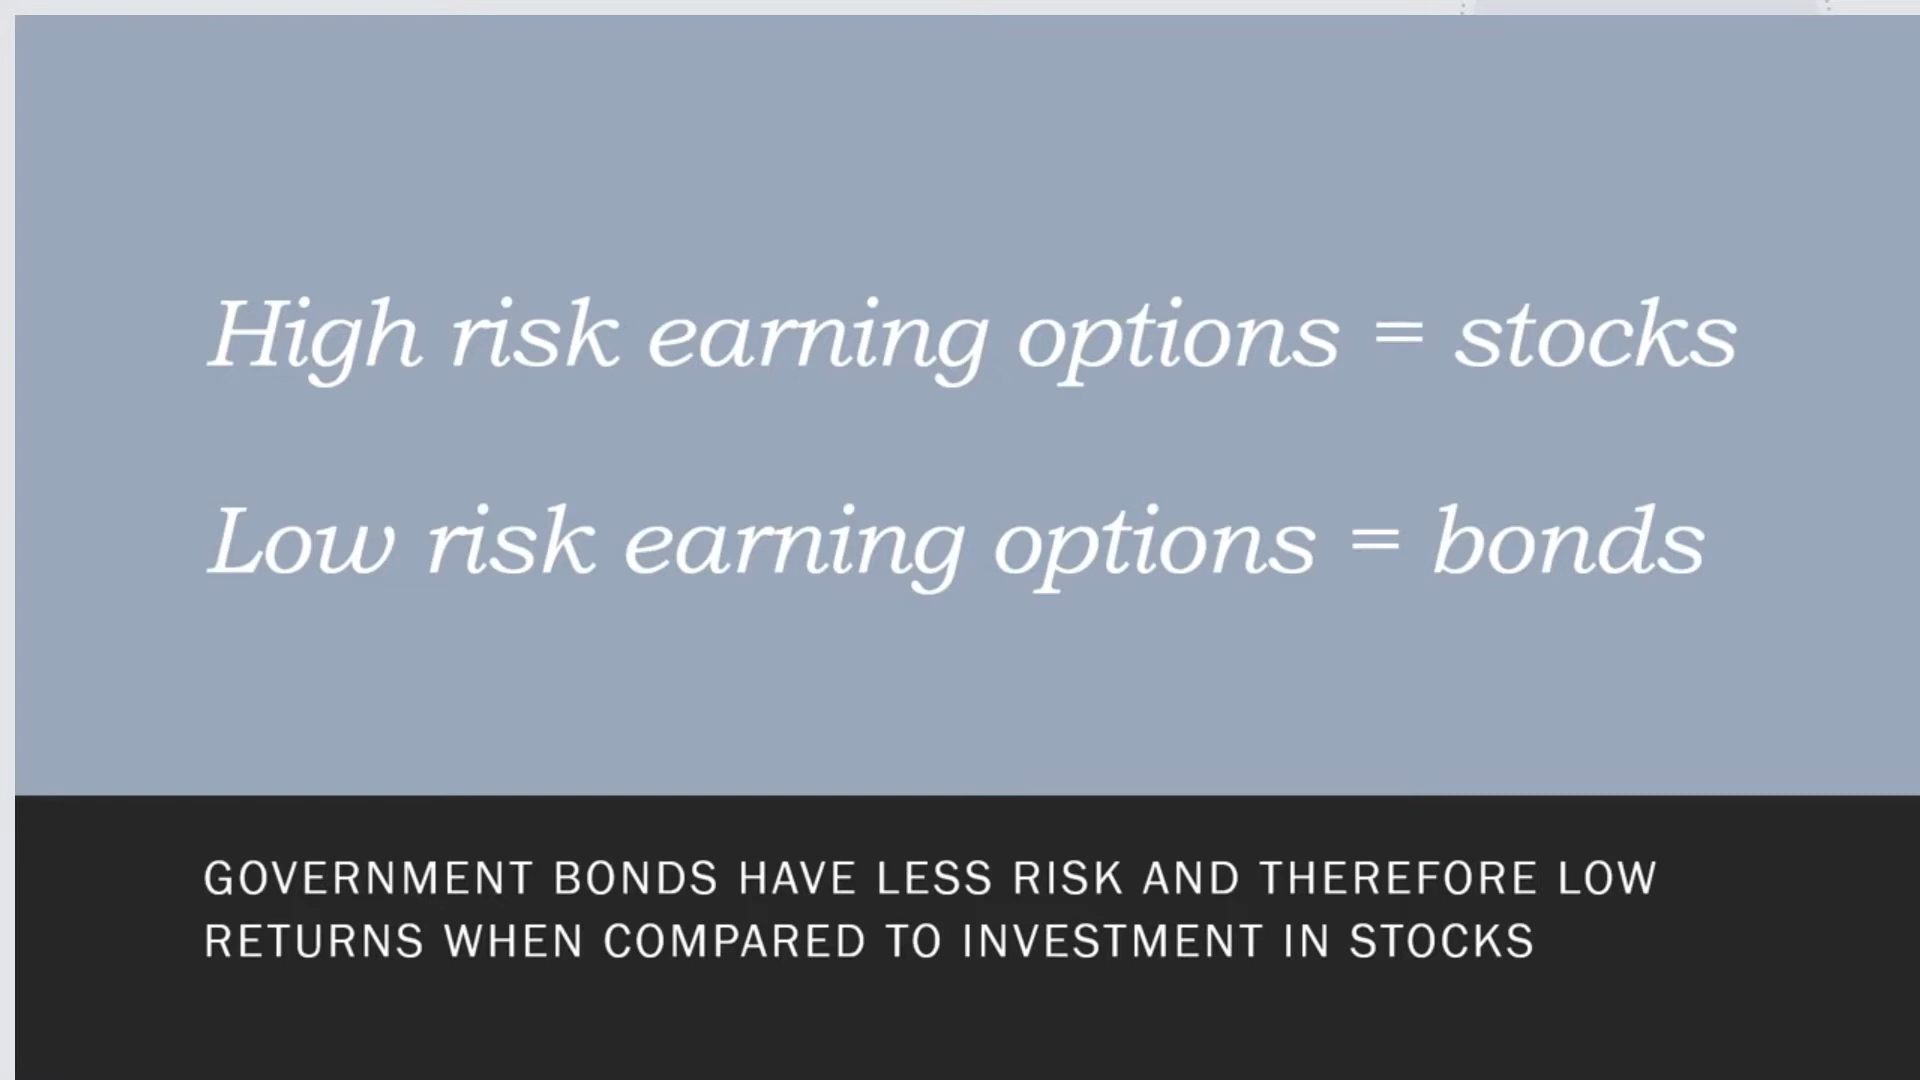 High risk earning options = stocks
Low risk earning options = bonds
GOVERNMENT BONDS HAVE LESS RISK AND THEREFORE LOW
RETURNS WHEN COMPARED TO INVESTMENT IN STOCKS